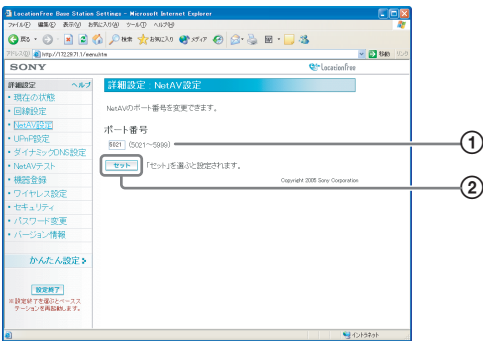 LocationFree Base Station Settings - Microsoft Internet Explorer
ファイル(F) 編集(E) 表示(V) お気に入り(A) ツール(T) ヘルプ(H)
戻る 検索 お気に入り メディア
アドレス(D) http://172.29.71.1/menu.htm 移動 リンク
SONY LocationFree
詳細設定 ヘルプ
・現在の状態
・回線設定
・NetAV設定
・UPnP設定
・ダイナミックDNS設定
・NetAVテスト
・機器登録
・ワイヤレス設定
・セキュリティ
・パスワード変更
・バージョン情報
かんたん設定
設定終了
※設定終了を選ぶとベースステーションを再起動します。
詳細設定 : NetAV設定
NetAVのポート番号を変更できます。
ポート番号
5021 (5021～5999)
セット 「セット」を選ぶと設定されます。
Copyright 2005 Sony Corporation
イントラネット
①
②